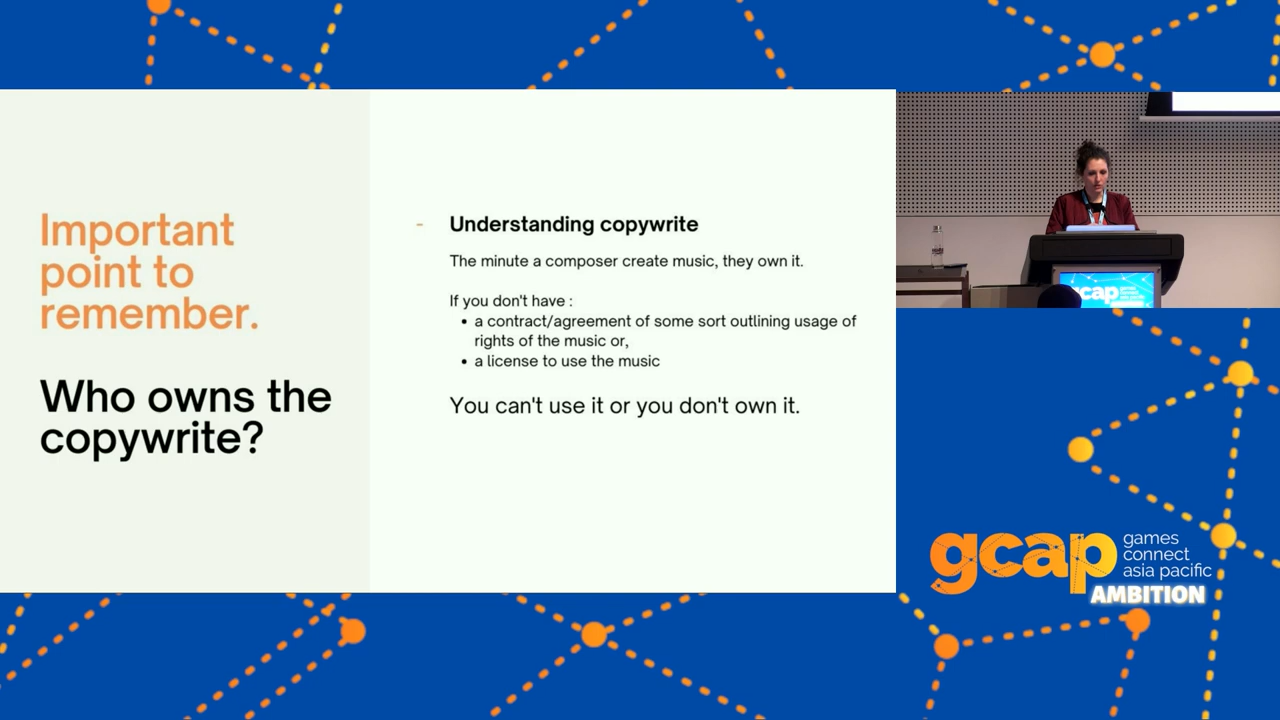 Important
point to
remember.
Who owns the
copywrite?
- Understanding copywrite
The minute a composer create music, they own it.
If you don't have :
• a contract/agreement of some sort outlining usage of
rights of the music or,
• a license to use the music
You can't use it or you don't own it.
gcap
gcap
games
connect
asia pacific
AMBITION